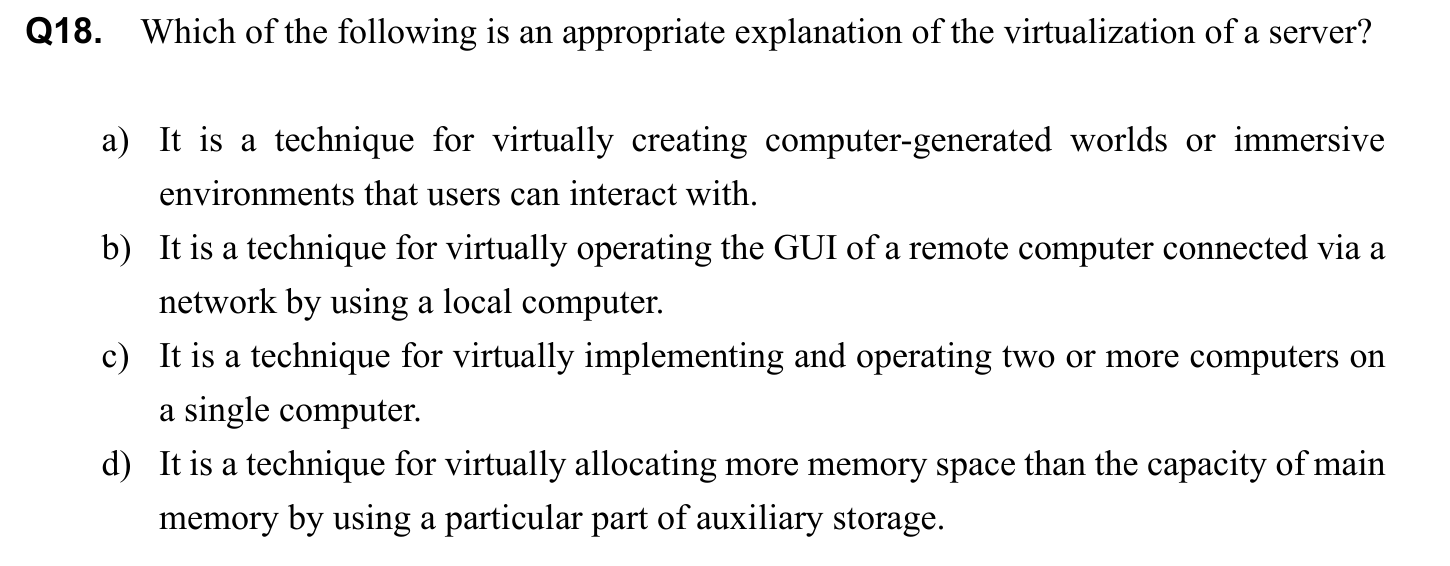 Q18. Which of the following is an appropriate explanation of the virtualization of a server?
a) It is a technique for virtually creating computer-generated worlds or immersive
environments that users can interact with.
b) It is a technique for virtually operating the GUI of a remote computer connected via a
network by using a local computer.
c) It is a technique for virtually implementing and operating two or more computers on
a single computer.
d) It is a technique for virtually allocating more memory space than the capacity of main
memory by using a particular part of auxiliary storage.